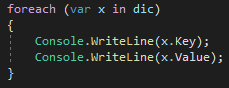 foreach (var x in dic)
{
    Console.WriteLine(x.Key);
    Console.WriteLine(x.Value);
}